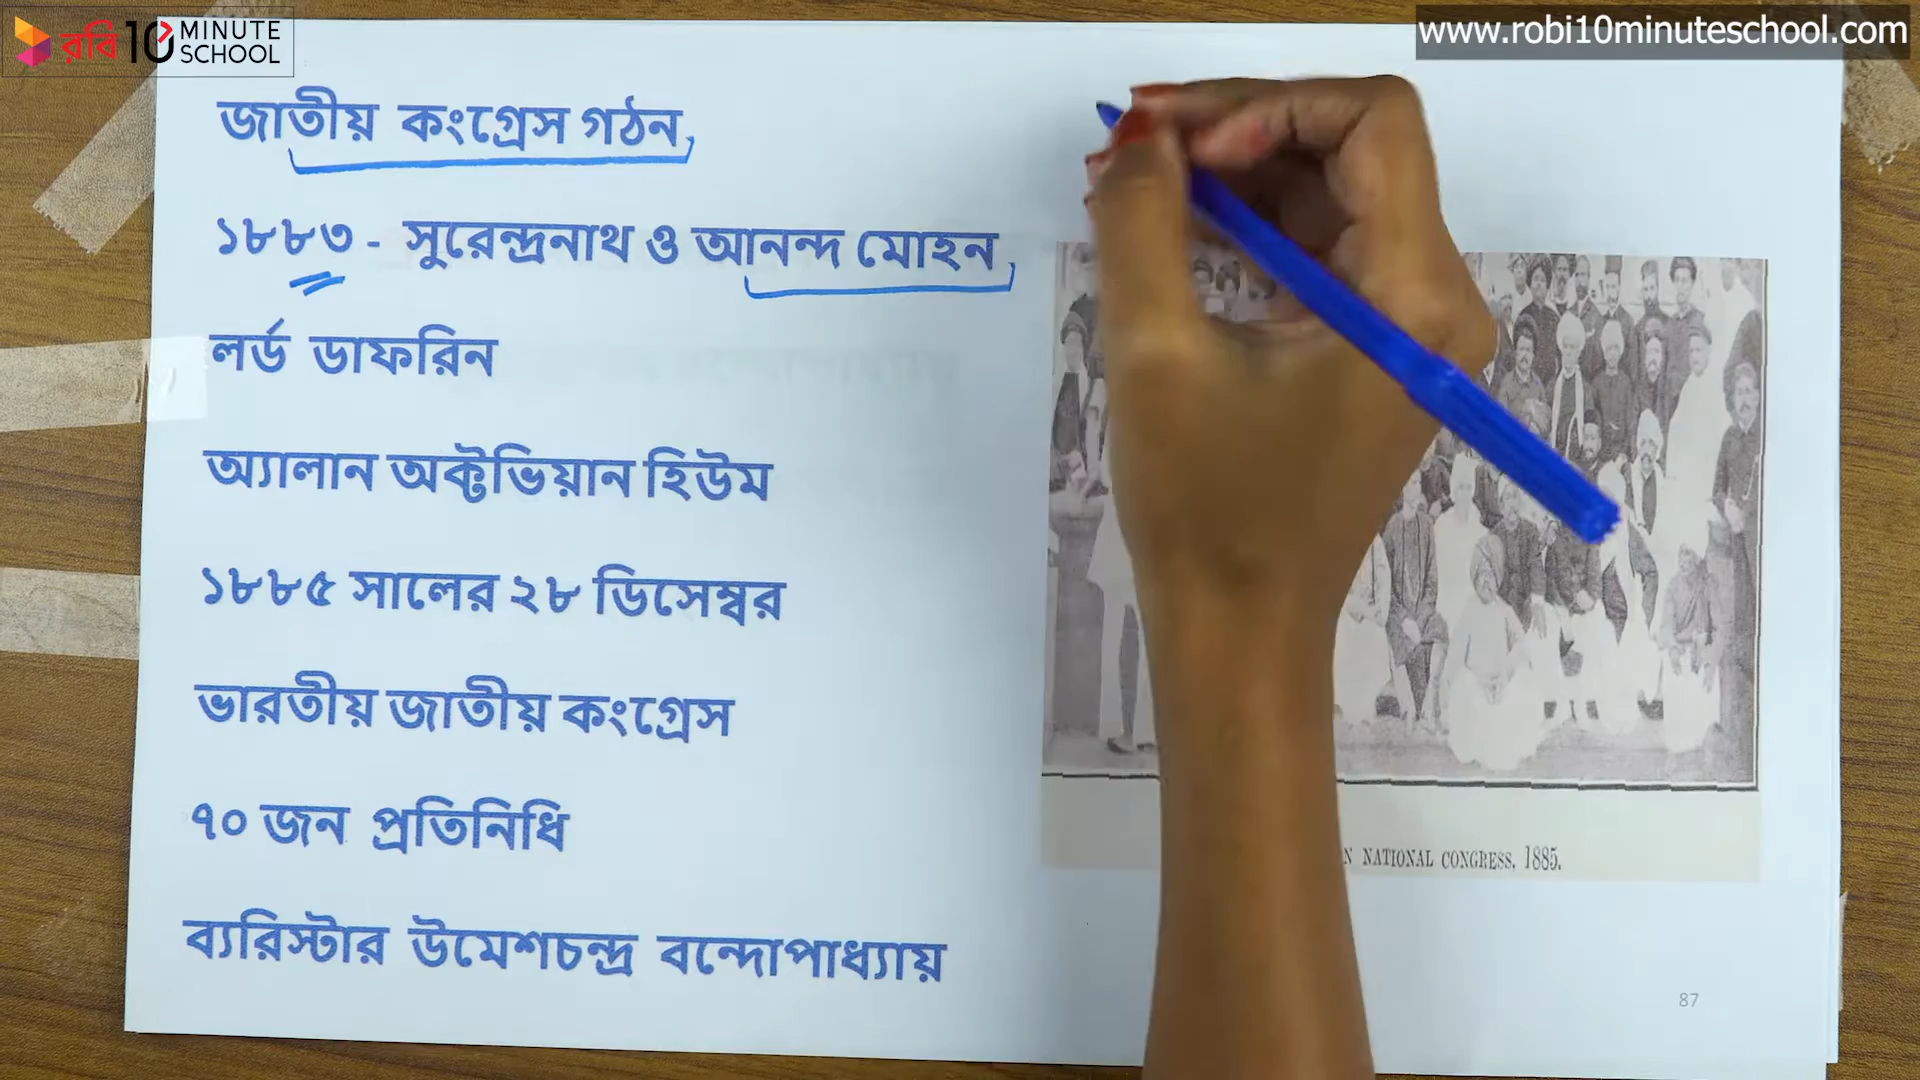 রবি 10 MINUTE SCHOOL
www.robi10minuteschool.com
জাতীয় কংগ্রেস গঠন
১৮৮৩ - সুরেন্দ্রনাথ ও আনন্দ মোহন
লর্ড ডাফরিন
অ্যালান অক্টভিয়ান হিউম
১৮৮৫ সালের ২৮ ডিসেম্বর
ভারতীয় জাতীয় কংগ্রেস
৭০ জন প্রতিনিধি
ব্যরিস্টার উমেশচন্দ্র বন্দোপাধ্যায়
NATIONAL CONGRESS, 1885.
87